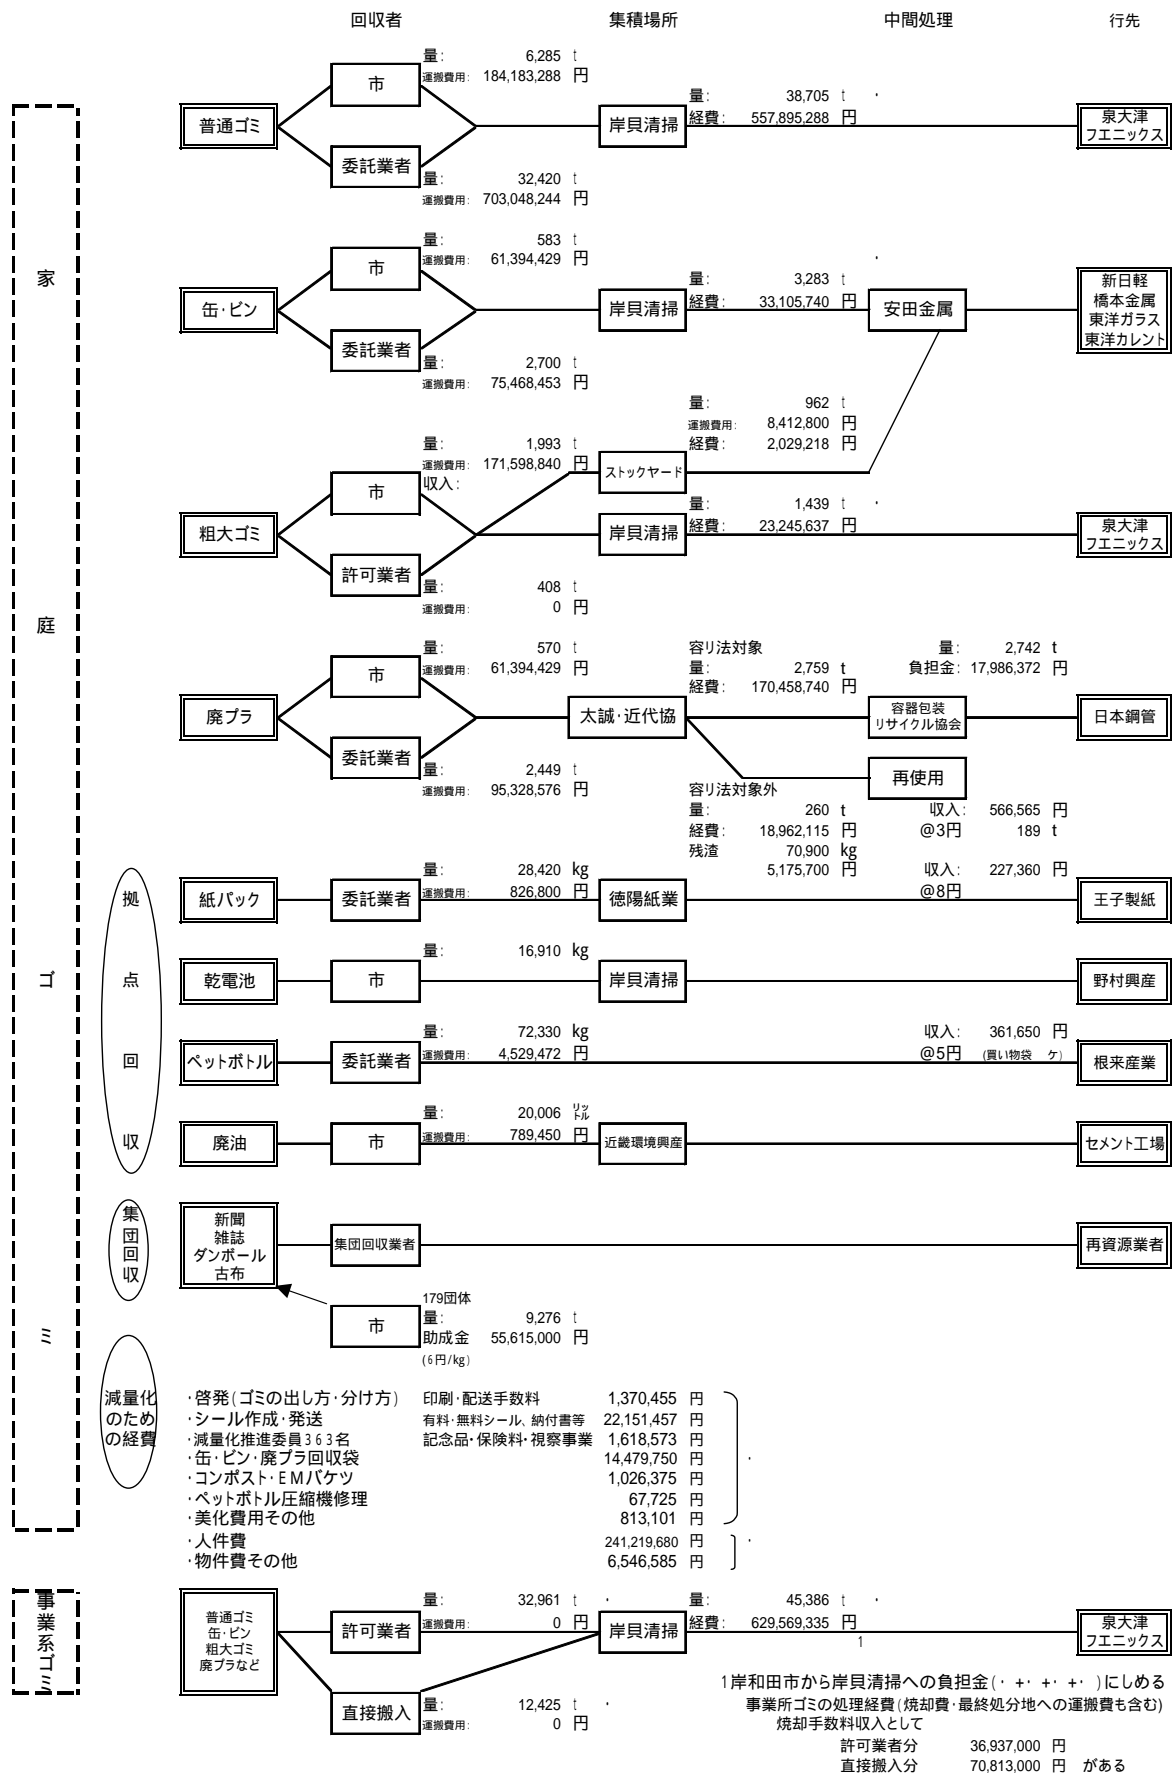 回収者 集積場所 中間処理 行先
家庭ゴミ
普通ゴミ
市
量: 6,285 t
運搬費用: 184,183,288 円
委託業者
量: 32,420 t
運搬費用: 703,048,244 円
岸貝清掃
量: 38,705 t ・
経費: 557,895,288 円
泉大津
フエニックス
缶・ビン
市
量: 583 t
運搬費用: 61,394,429 円
委託業者
量: 2,700 t
運搬費用: 75,468,453 円
岸貝清掃
量: 3,283 t ・
経費: 33,105,740 円
安田金属
新日軽
橋本金属
東洋ガラス
東洋カレント
粗大ゴミ
市
量: 1,993 t
運搬費用: 171,598,840 円
収入:
許可業者
量: 408 t
運搬費用: 0 円
ストックヤード
量: 962 t
運搬費用: 8,412,800 円
経費: 2,029,218 円
岸貝清掃
量: 1,439 t ・
経費: 23,245,637 円
泉大津
フエニックス
廃プラ
市
量: 570 t
運搬費用: 61,394,429 円
委託業者
量: 2,449 t
運搬費用: 95,328,576 円
太誠・近代協
容リ法対象
量: 2,759 t
経費: 170,458,740 円
量: 2,742 t
負担金: 17,986,372 円
容器包装
リサイクル協会
日本鋼管
再使用
容リ法対象外
量: 260 t
経費: 18,962,115 円
残渣 70,900 kg
5,175,700 円
収入: 566,565 円
@3円 189 t
拠点回収
紙パック
委託業者
量: 28,420 kg
運搬費用: 826,800 円
徳陽紙業
収入: 227,360 円
@8円
王子製紙
乾電池
市
量: 16,910 kg
岸貝清掃
野村興産
ペットボトル
委託業者
量: 72,330 kg
運搬費用: 4,529,472 円
収入: 361,650 円
@5円 (買い物袋 ケ)
根来産業
廃油
市
量: 20,006 リットル
運搬費用: 789,450 円
近畿環境興産
セメント工場
集団回収
新聞
雑誌
ダンボール
古布
集団回収業者
再資源業者
市
179団体
量: 9,276 t
助成金 55,615,000 円
(6円/kg)
減量化
のため
の経費
・啓発(ゴミの出し方・分け方) 印刷・配送手数料 1,370,455 円
・シール作成・発送 有料・無料シール、納付書等 22,151,457 円
・減量化推進委員363名 記念品・保険料・視察事業 1,618,573 円
・缶・ビン・廃プラ回収袋 14,479,750 円 ・
・コンポスト・EMバケツ 1,026,375 円
・ペットボトル圧縮機修理 67,725 円
・美化費用その他 813,101 円
・人件費 241,219,680 円 ・
・物件費その他 6,546,585 円
事業系ゴミ
普通ゴミ
缶・ビン
粗大ゴミ
廃プラなど
許可業者
量: 32,961 t ・
運搬費用: 0 円
直接搬入
量: 12,425 t ・
運搬費用: 0 円
岸貝清掃
量: 45,386 t ・
経費: 629,569,335 円
1
泉大津
フエニックス
1岸和田市から岸貝清掃への負担金(・+・+・+・)にしめる
事業所ゴミの処理経費(焼却費・最終処分地への運搬費も含む)
焼却手数料収入として
許可業者分 36,937,000 円
直接搬入分 70,813,000 円 がある